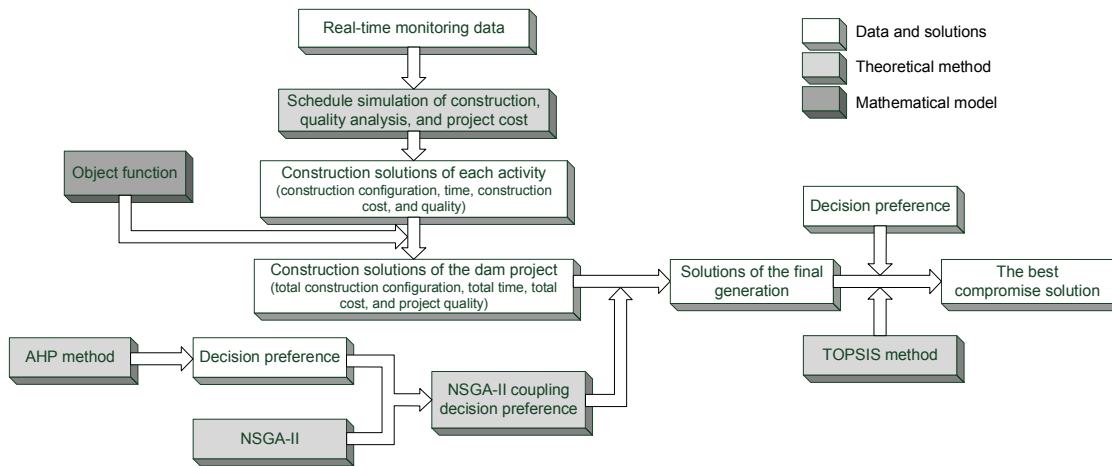 Real-time monitoring data
Data and solutions
Theoretical method
Mathematical model
Schedule simulation of construction,
quality analysis, and project cost
Object function
Construction solutions of each activity
(construction configuration, time, construction
cost, and quality)
Decision preference
Construction solutions of the dam project
(total construction configuration, total time, total
cost, and project quality)
Solutions of the final
generation
The best
compromise solution
AHP method
Decision preference
TOPSIS method
NSGA-II coupling
decision preference
NSGA-II